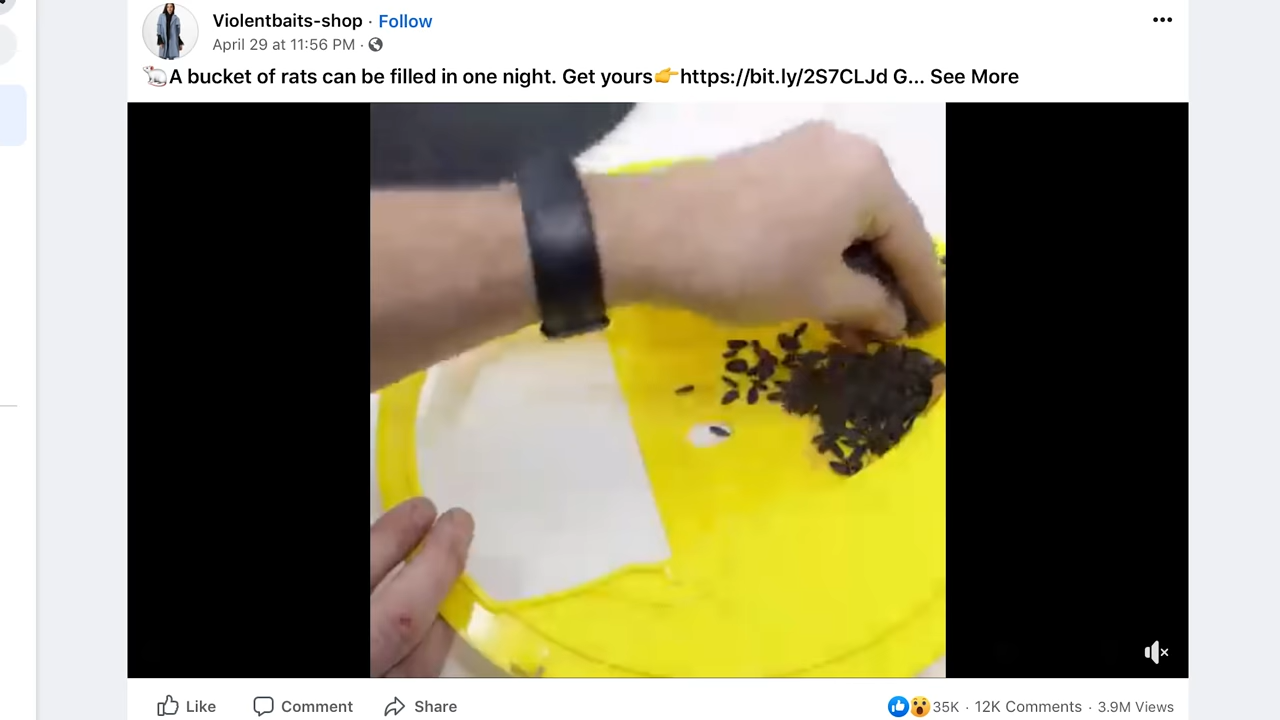 Violentbaits-shop · Follow
April 29 at 11:56 PM ·
🐁A bucket of rats can be filled in one night. Get yours👉https://bit.ly/2S7CLJd G... See More
Like Comment Share 35K · 12K Comments · 3.9M Views